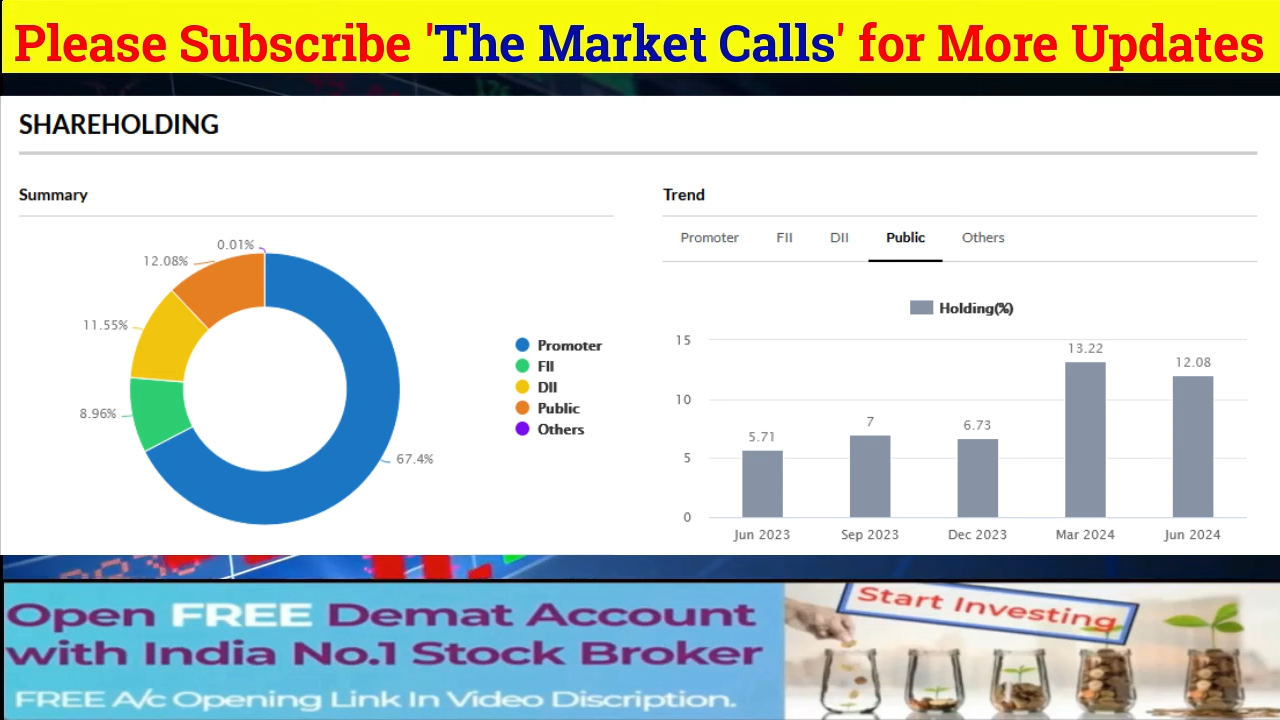 Please Subscribe 'The Market Calls' for More Updates
SHAREHOLDING
Summary
0.01%
12.08%
11.55%
8.96%
67.4%
Promoter
FII
DII
Public
Others
Trend
Promoter FII DII Public Others
Holding(%)
15
10
5
0
5.71
7
6.73
13.22
12.08
Jun 2023 Sep 2023 Dec 2023 Mar 2024 Jun 2024
Open FREE Demat Account
with India No.1 Stock Broker
FREE A/c Opening Link In Video Discription.
Start Investing